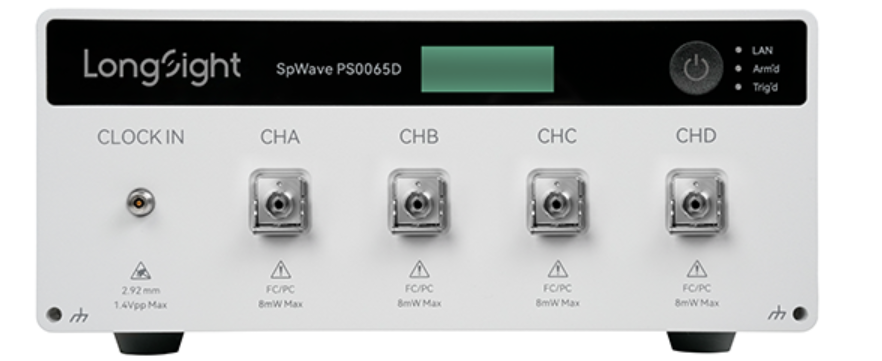 LongSight
SpWave PS0065D
LAN
Arm'd
Trig'd
CLOCK IN
CHA
CHB
CHC
CHD
2.92 mm
1.4Vpp Max
FC/PC
8mW Max
FC/PC
8mW Max
FC/PC
8mW Max
FC/PC
8mW Max